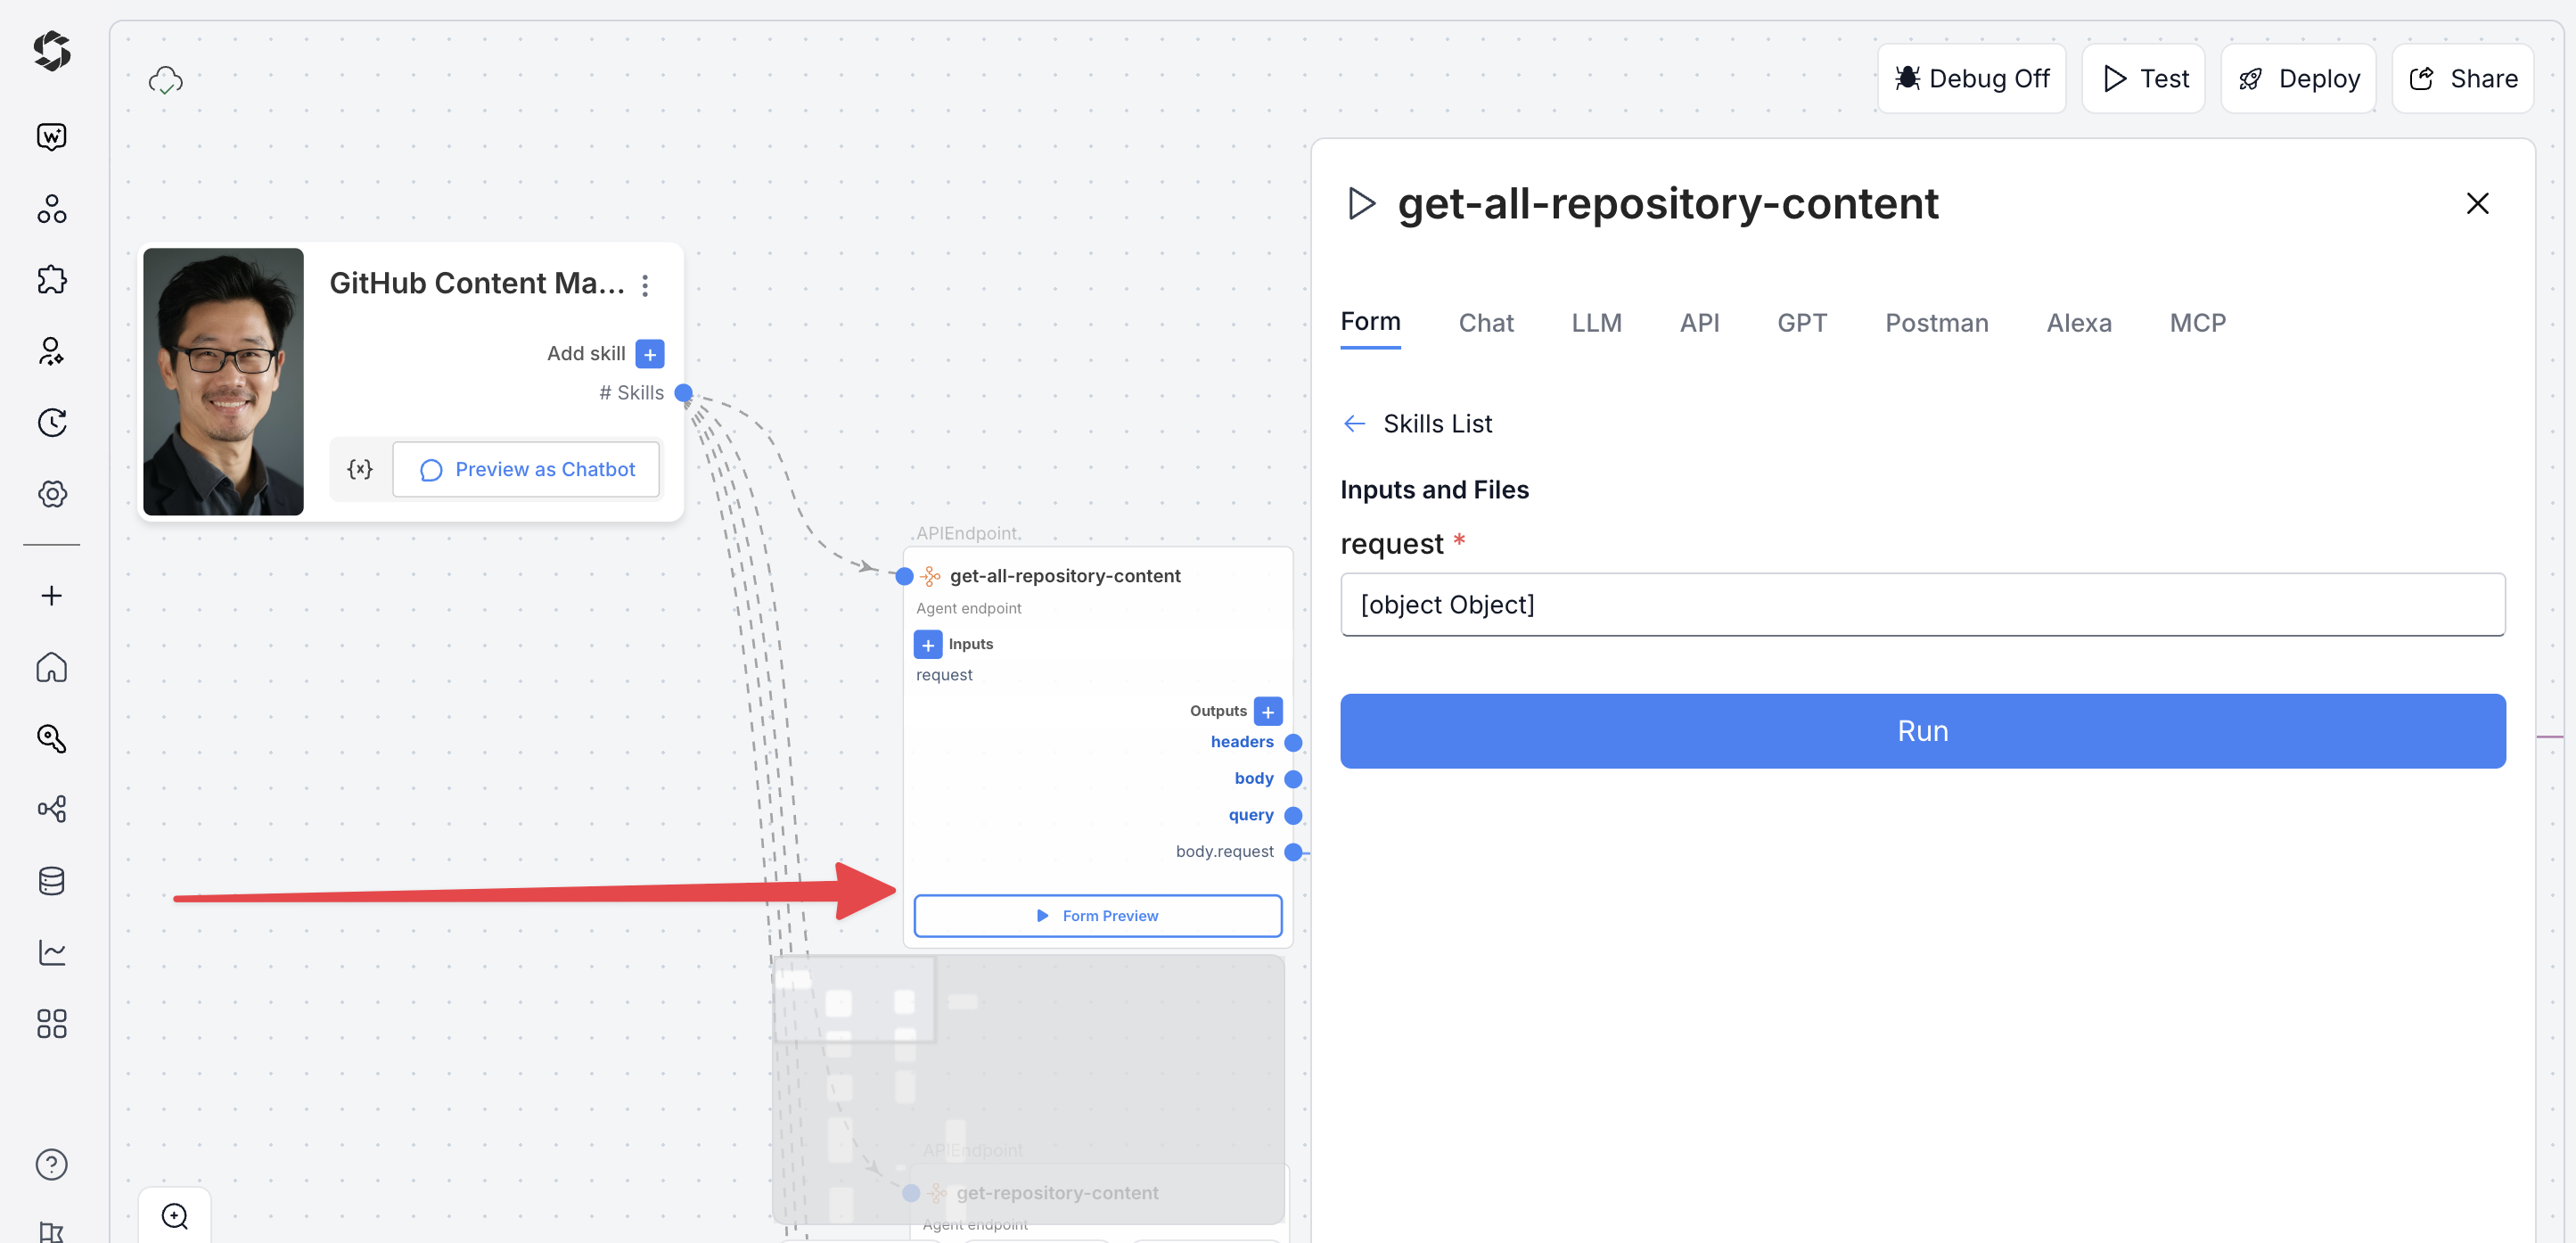 Debug Off
Test
Deploy
Share
GitHub Content Ma...
Add skill
# Skills
{x}
Preview as Chatbot
APIEndpoint
get-all-repository-content
Agent endpoint
Inputs
request
Outputs
headers
body
query
body.request
Form Preview
APIEndpoint
get-repository-content
Agent endpoint
get-all-repository-content
Form
Chat
LLM
API
GPT
Postman
Alexa
MCP
Skills List
Inputs and Files
request *
[object Object]
Run